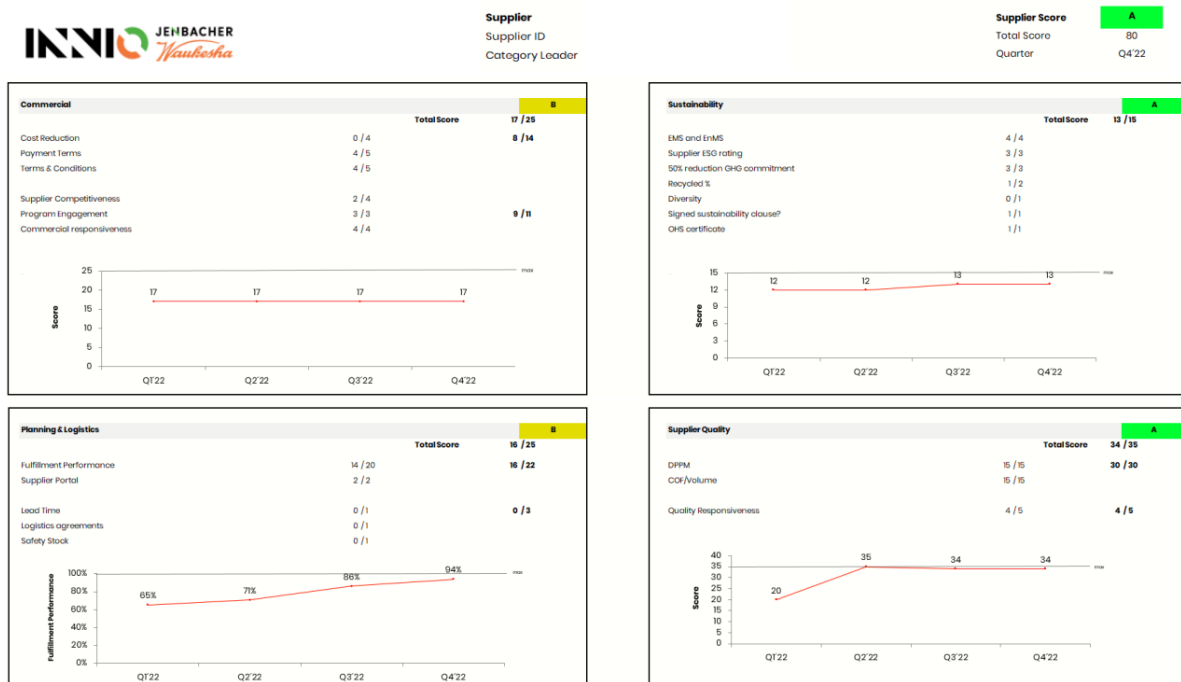 INNIO JENBACHER
Waukesha
Supplier
Supplier ID
Category Leader
Supplier Score A
Total Score 80
Quarter Q4'22
Commercial B
Total Score 17 / 25
Cost Reduction 0 / 4 8 / 14
Payment Terms 4 / 5
Terms & Conditions 4 / 5
Supplier Competitiveness 2 / 4
Program Engagement 3 / 3 9 / 11
Commercial responsiveness 4 / 4
25 max
20 17 17 17 17
15
10
5
0
Score
Q1'22 Q2'22 Q3'22 Q4'22
Sustainability A
Total Score 13 / 15
EMS and EnMS 4 / 4
Supplier ESG rating 3 / 3
50% reduction GHG commitment 3 / 3
Recycled % 1 / 2
Diversity 0 / 1
Signed sustainability clause? 1 / 1
OHS certificate 1 / 1
15 max
12 12 12 13 13
9
6
3
0
Score
Q1'22 Q2'22 Q3'22 Q4'22
Planning & Logistics B
Total Score 16 / 25
Fulfillment Performance 14 / 20 16 / 22
Supplier Portal 2 / 2
Lead Time 0 / 1 0 / 3
Logistics agreements 0 / 1
Safety Stock 0 / 1
100% max
80% 65% 71% 86% 94%
60%
40%
20%
0%
Fulfillment Performance
Q1'22 Q2'22 Q3'22 Q4'22
Supplier Quality A
Total Score 34 / 35
DPPM 15 / 15 30 / 30
COF/Volume 15 / 15
Quality Responsiveness 4 / 5 4 / 5
40
35 20 35 34 34 max
30
25
20
15
10
5
0
Score
Q1'22 Q2'22 Q3'22 Q4'22